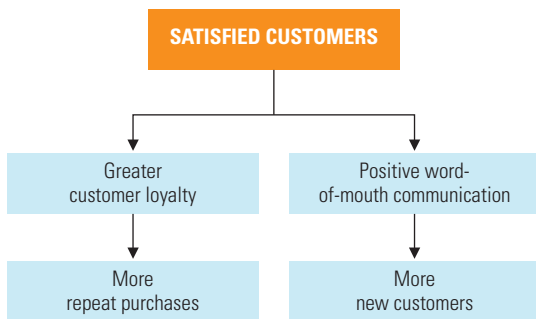 SATISFIED CUSTOMERS
Greater
customer loyalty
Positive word-
of-mouth communication
More
repeat purchases
More
new customers